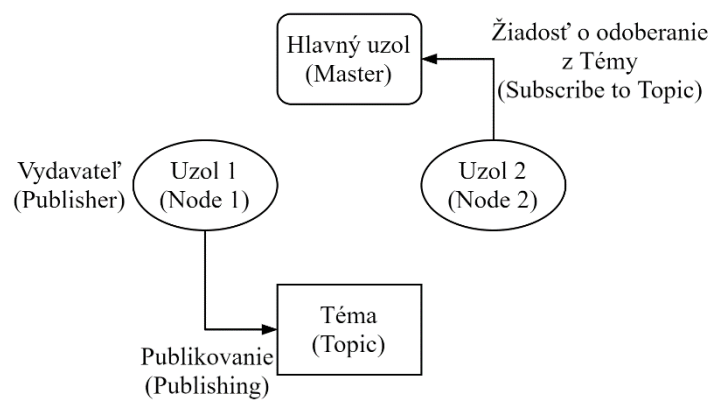 Hlavný uzol
(Master)
Žiadosť o odoberanie
z Témy
(Subscribe to Topic)
Vydavateľ
(Publisher)
Uzol 1
(Node 1)
Uzol 2
(Node 2)
Téma
(Topic)
Publikovanie
(Publishing)